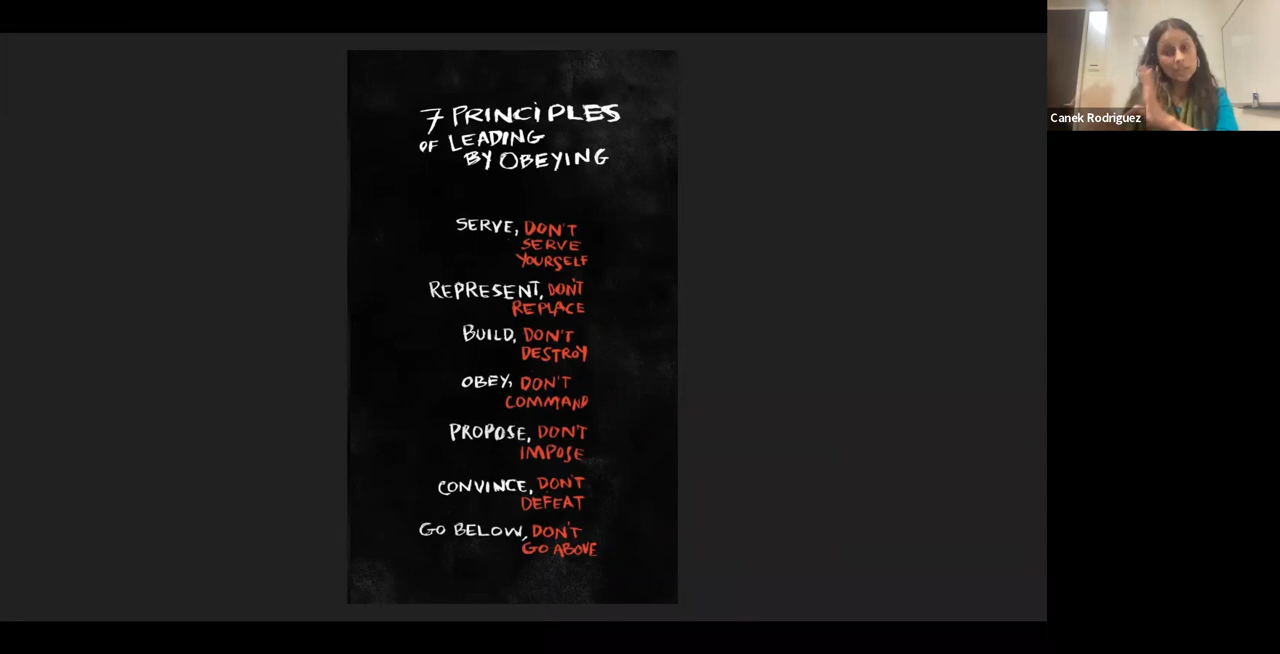 7 PRINCIPLES
OF LEADING
BY OBEYING
SERVE, DON'T
SERVE
YOURSELF
REPRESENT, DON'T
REPLACE
BUILD, DON'T
DESTROY
OBEY, DON'T
COMMAND
PROPOSE, DON'T
IMPOSE
CONVINCE, DON'T
DEFEAT
GO BELOW, DON'T
GO ABOVE
Canek Rodriguez